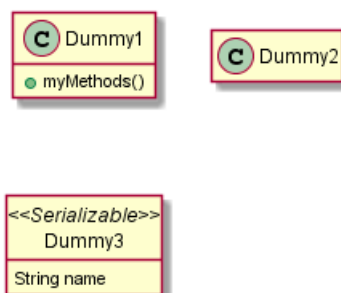 C Dummy1
myMethods()
C Dummy2
<<Serializable>>
Dummy3
String name